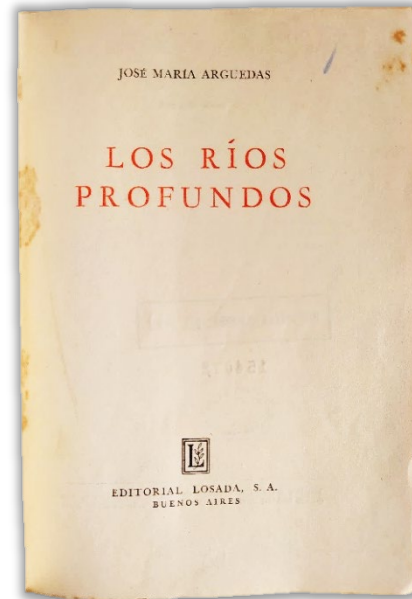 JOSÉ MARÍA ARGUEDAS
LOS RÍOS
PROFUNDOS
L
EDITORIAL LOSADA, S. A.
BUENOS AIRES